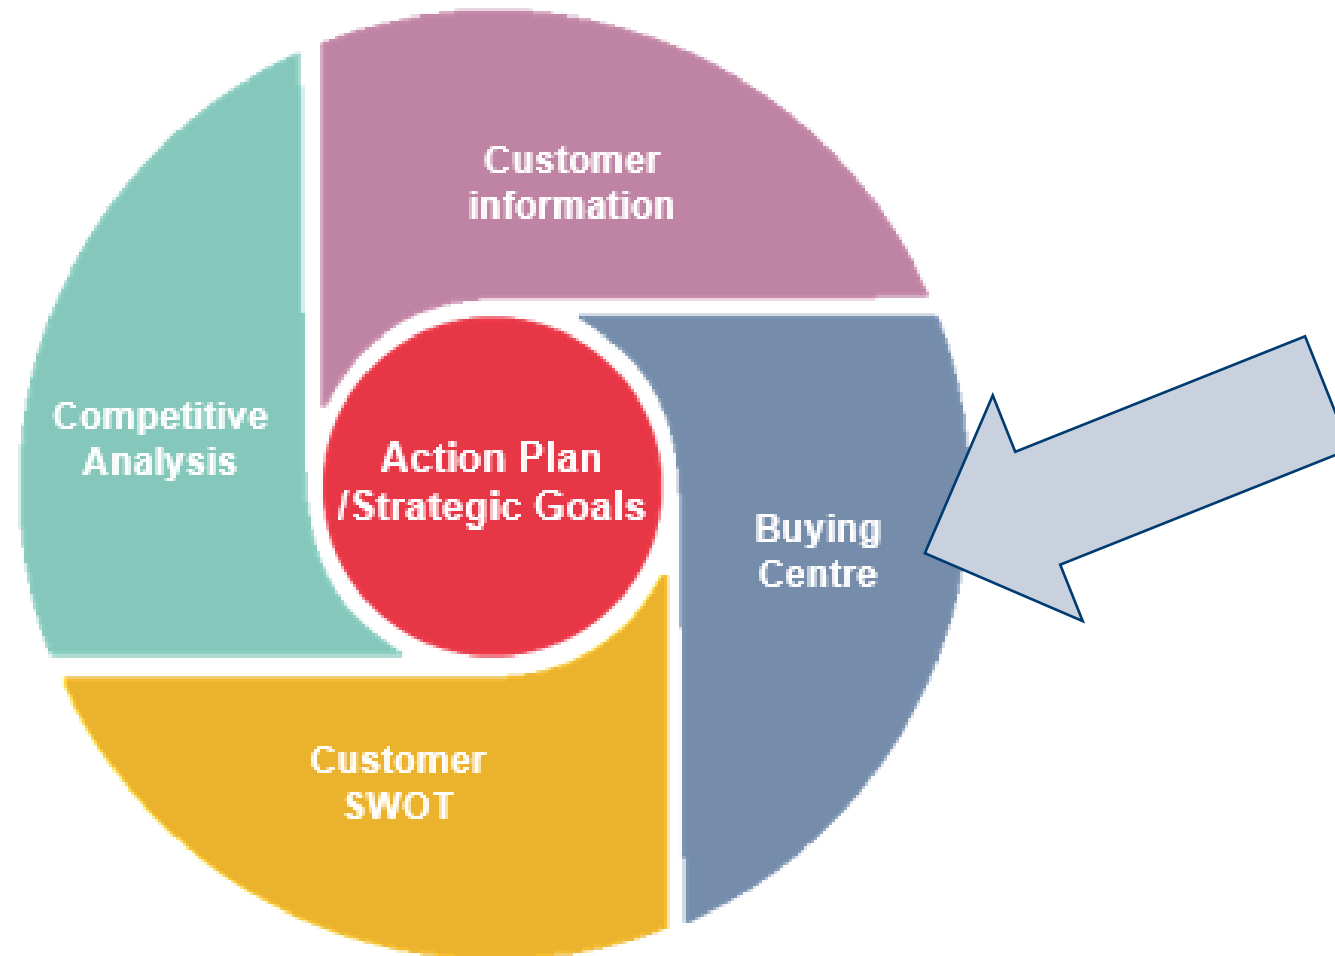 Customer
information
Competitive
Analysis
Action Plan
/Strategic Goals
Buying
Centre
Customer
SWOT